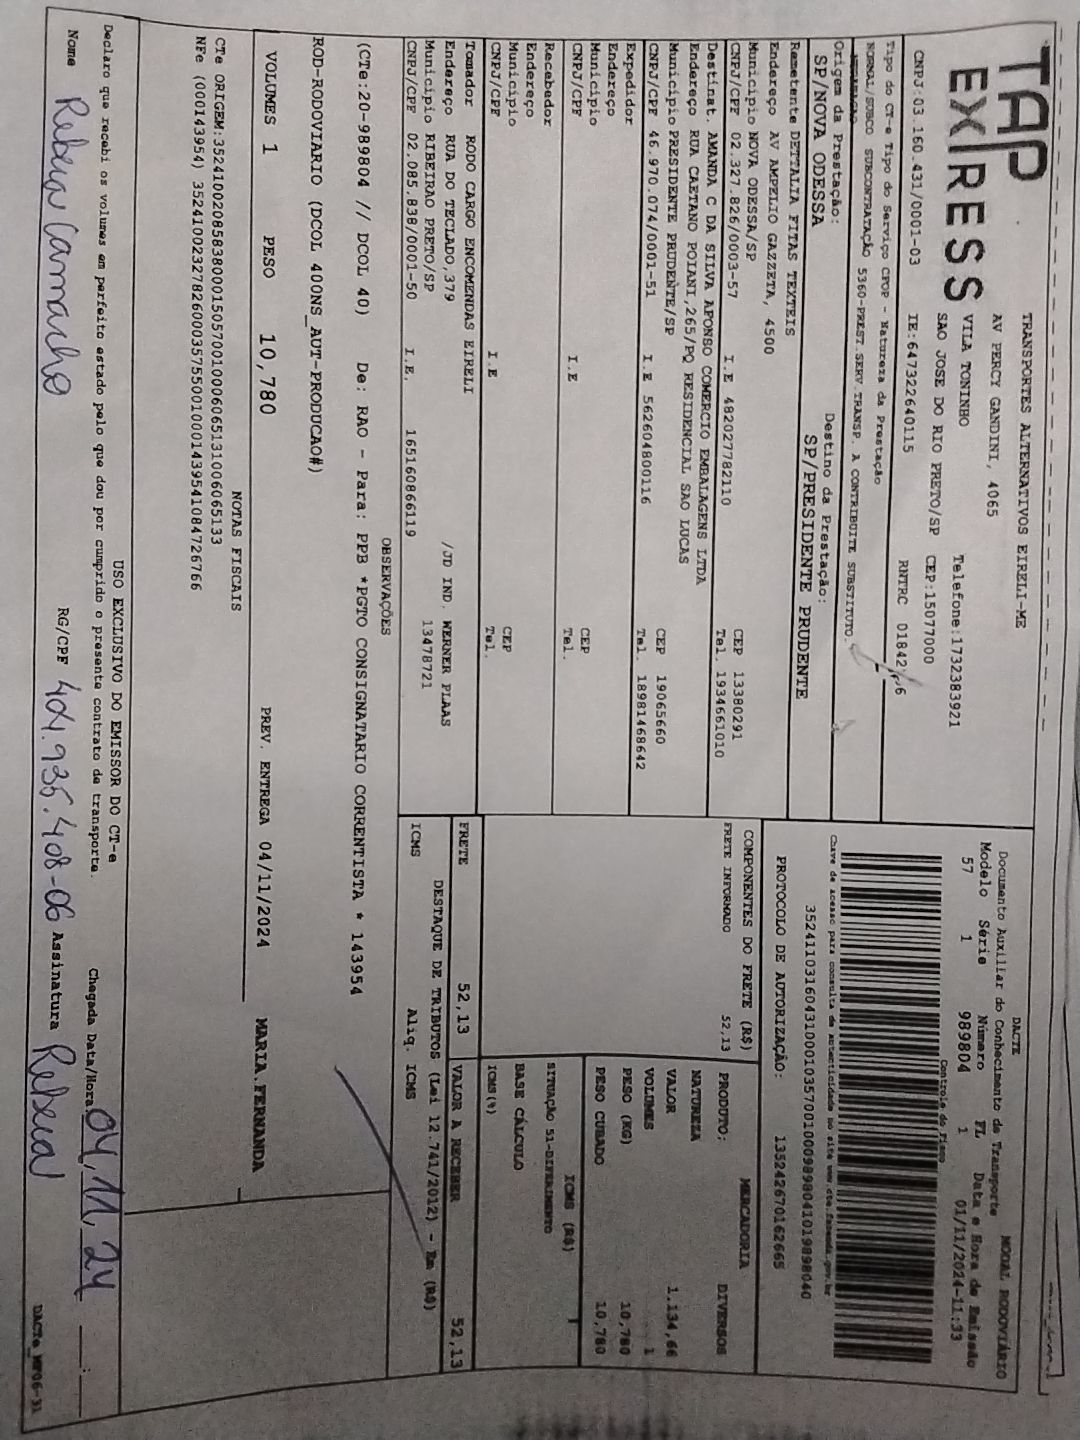 TAP
EXPRESS
TRANSPORTES ALTERNATIVOS EIRELI-ME
AV PERCY GANDINI, 4065
VILA TONINHO Telefone:1732383921
SAO JOSE DO RIO PRETO/SP CEP:15077000
CNPJ:03.160.431/0001-03 IE:647322640115 RNTRC 01842
Tipo do CT-e Tipo do Serviço CFOP - Natureza da Prestação
NORMAL/SUBCO SUBCONTRATAÇÃO 5360-PREST.SERV.TRANSP. A CONTRIBUITE SUBSTITUTO.
Origem da Prestação: Destino da Prestação:
SP/NOVA ODESSA SP/PRESIDENTE PRUDENTE
DACTE MODAL RODOVIÁRIO
Documento Auxiliar do Conhecimento de Transporte
Modelo Série Número FL Data e Hora de Emissão
57 1 989804 1 01/11/2024-11:33
Controle do Fisco
Chave de acesso para consulta de autenticidade no site www.cte.fazenda.gov.br
35241103160431000103570010009898041019898040
PROTOCOLO DE AUTORIZAÇÃO: 135242670162665
Remetente DETTALIA FITAS TEXTEIS
Endereço AV AMPELIO GAZZETA, 4500
Município NOVA ODESSA/SP CEP 13380291
CNPJ/CPF 02.327.826/0003-57 I.E 482027782110 Tel. 1934661010
Destinat. AMANDA C DA SILVA AFONSO COMERCIO EMBALAGENS LTDA
Endereço RUA CAETANO POIANI,265/PQ RESIDENCIAL SAO LUCAS
Município PRESIDENTE PRUDENTE/SP CEP 19065660
CNPJ/CPF 46.970.074/0001-51 I.E 562604800116 Tel. 18981468642
Expedidor
Endereço
Município CEP
CNPJ/CPF I.E Tel.
Recebedor
Endereço
Município CEP
CNPJ/CPF I.E Tel.
Tomador RODO CARGO ENCOMENDAS EIRELI
Endereço RUA DO TECLADO,379 /JD IND. WERNER PLAAS
Município RIBEIRAO PRETO/SP 13478721
CNPJ/CPF 02.085.838/0001-50 I.E. 165160866119
COMPONENTES DO FRETE (R$)
FRETE INFORMADO 52,13
MERCADORIA
PRODUTO: DIVERSOS
NATUREZA
VALOR 1.134,66
VOLUMES 1
PESO (KG) 10,780
PESO CUBADO 10,780
ICMS (R$)
SITUAÇÃO 51-DIFERIMENTO
BASE CÁLCULO
ICMS(%)
FRETE 52,13 VALOR A RECEBER 52,13
DESTAQUE DE TRIBUTOS (Lei 12.741/2012) - Em (R$)
ICMS Aliq. ICMS
OBSERVAÇÕES
(CTe:20-989804 // DCOL 40) De: RAO - Para: PPB *PGTO CONSIGNATARIO CORRENTISTA * 143954
ROD-RODOVIARIO (DCOL 400NS_AUT-PRODUCAO#)
VOLUMES 1 PESO 10,780 PREV. ENTREGA 04/11/2024 MARIA.FERNANDA
NOTAS FISCAIS
CTe ORIGEM:35241002085838000150570010006065131006065133
NFe (000143954) 35241002327826000357550010001439541084726766
USO EXCLUSIVO DO EMISSOR DO CT-e
Declaro que recebi os volumes em perfeito estado pelo que dou por cumprido o presente contrato de transporte. Chegada Data/Hora 04/11/24 __:__
Nome Rebeca Camacho RG/CPF 404.935.408-06 Assinatura Rebeca
DACTe_MP06-31